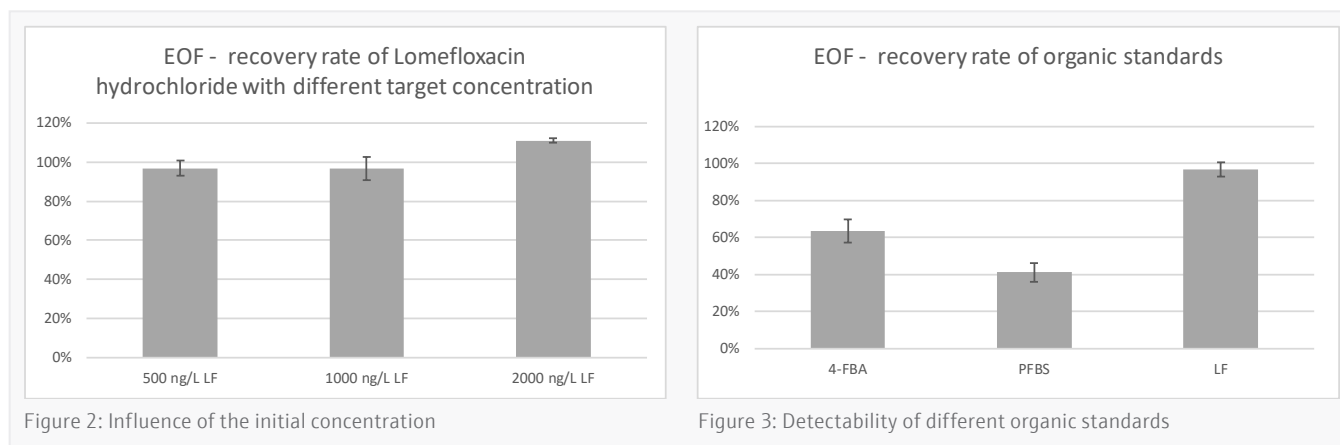 EOF - recovery rate of Lomefloxacin
hydrochloride with different target concentration
120%
100%
80%
60%
40%
20%
0%
500 ng/L LF
1000 ng/L LF
2000 ng/L LF
Figure 2: Influence of the initial concentration
EOF - recovery rate of organic standards
120%
100%
80%
60%
40%
20%
0%
4-FBA
PFBS
LF
Figure 3: Detectability of different organic standards